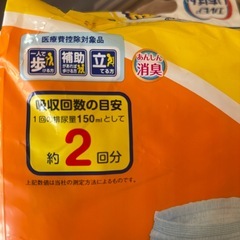 医療費控除対象品
一人で
歩ける方
補助
があれば
歩ける方
立てる方
あんしん
消臭
吸収回数の目安
1回の排尿量150mlとして
約2回分
上記数値は当社の測定方法によるものです。